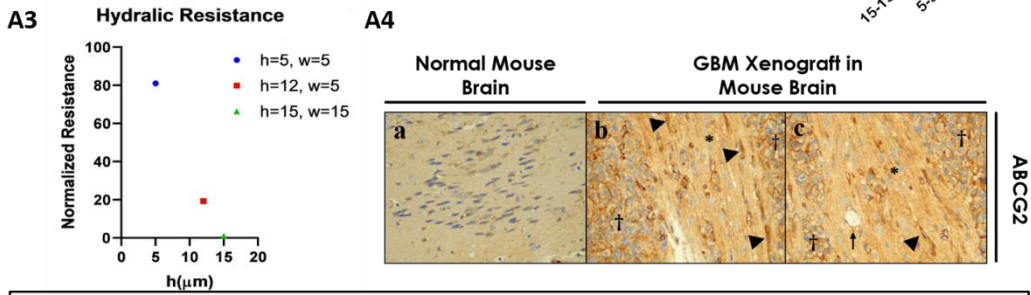 A3
Hydralic Resistance
Normalized Resistance
100
80
60
40
20
0
0 5 10 15 20
h(μm)
h=5, w=5
h=12, w=5
h=15, w=15
A4
Normal Mouse
Brain
GBM Xenograft in
Mouse Brain
a
b
c
*
†
†
*
†
†
ABCG2